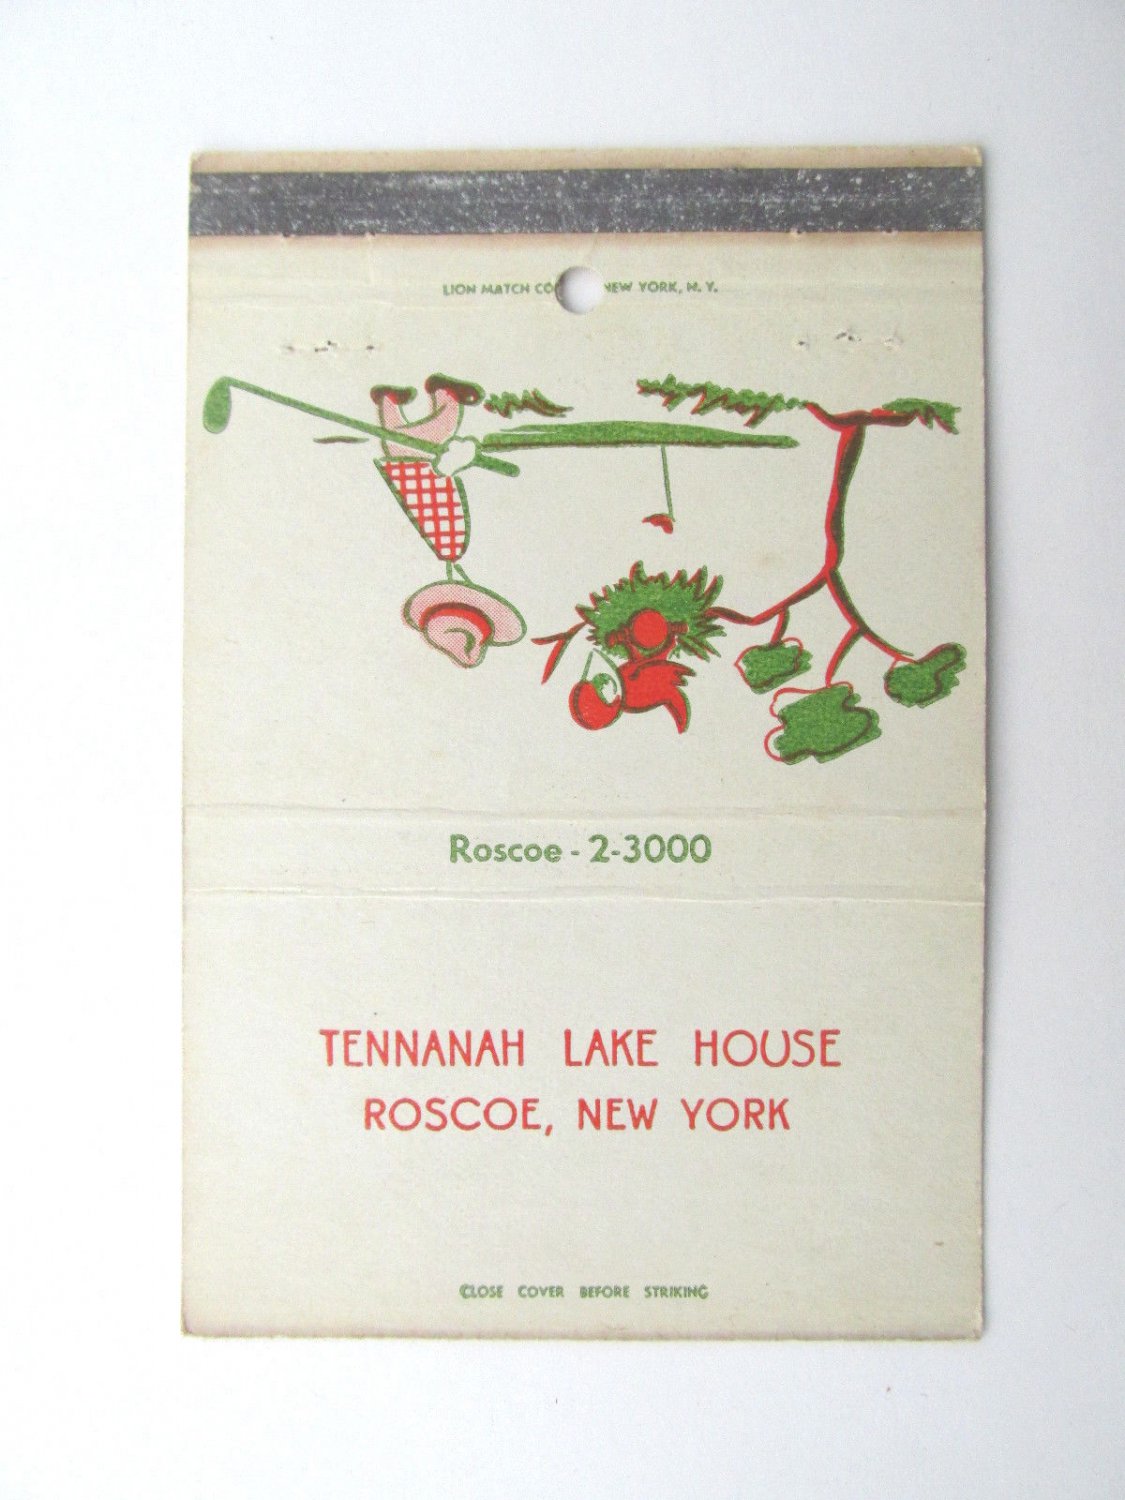 LION MATCH CO NEW YORK, N. Y.
Roscoe - 2-3000
TENNANAH LAKE HOUSE
ROSCOE, NEW YORK
CLOSE COVER BEFORE STRIKING